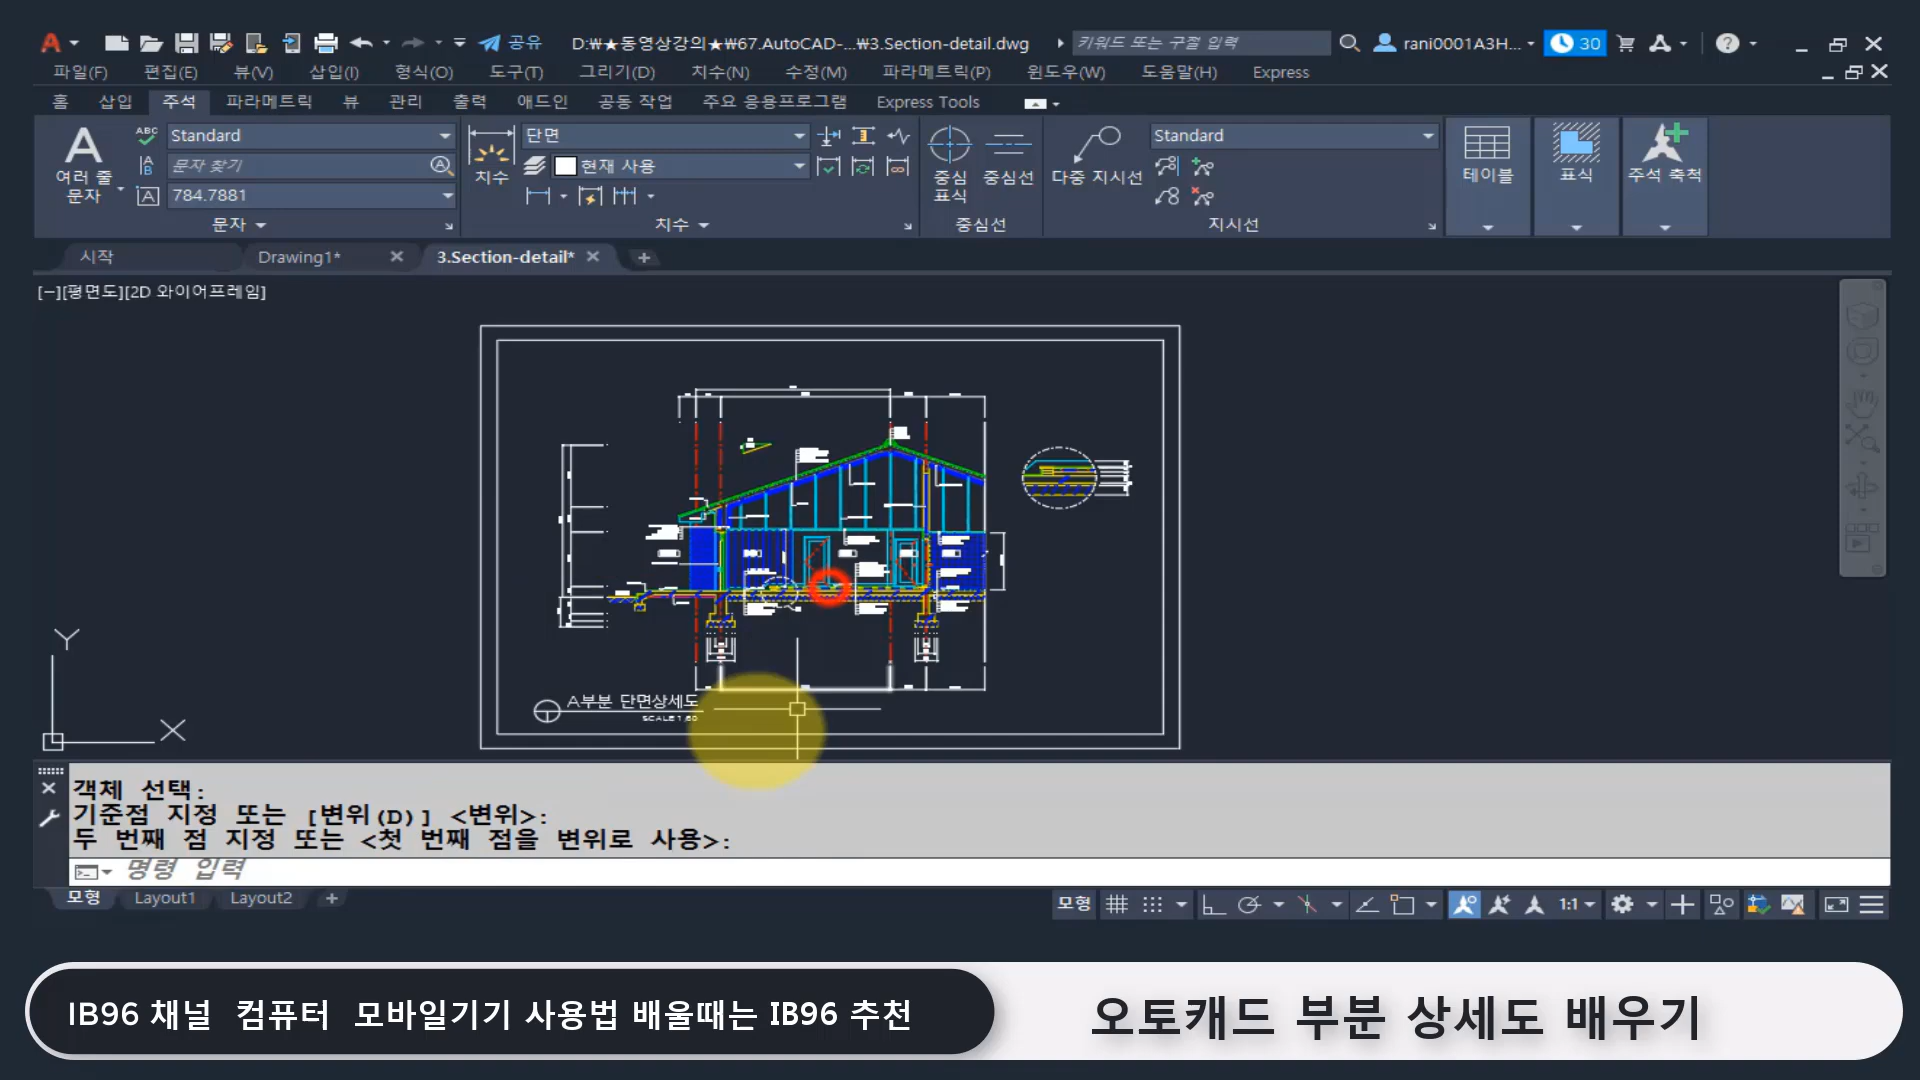 공유
D:₩★동영상강의★₩67.AutoCAD-...₩3.Section-detail.dwg
키워드 또는 구절 입력
rani0001A3H...
30
파일(F) 편집(E) 뷰(V) 삽입(I) 형식(O) 도구(T) 그리기(D) 치수(N) 수정(M) 파라메트릭(P) 윈도우(W) 도움말(H) Express
홈 삽입 주석 파라메트릭 뷰 관리 출력 애드인 공동 작업 주요 응용프로그램 Express Tools
A
여러 줄
문자
ABC
Standard
문자 찾기
784.7881
문자
치수
단면
현재 사용
치수
중심
표식
중심선
중심선
다중 지시선
Standard
지시선
테이블
표식
주석 축척
시작 Drawing1* 3.Section-detail*
[−][평면도][2D 와이어프레임]
Y
X
A부분 단면상세도
객체 선택:
기준점 지정 또는 [변위(D)] <변위>:
두 번째 점 지정 또는 <첫 번째 점을 변위로 사용>:
명령 입력
모형 Layout1 Layout2 +
모형
1:1
IB96 채널 컴퓨터 모바일기기 사용법 배울때는 IB96 추천
오토캐드 부분 상세도 배우기